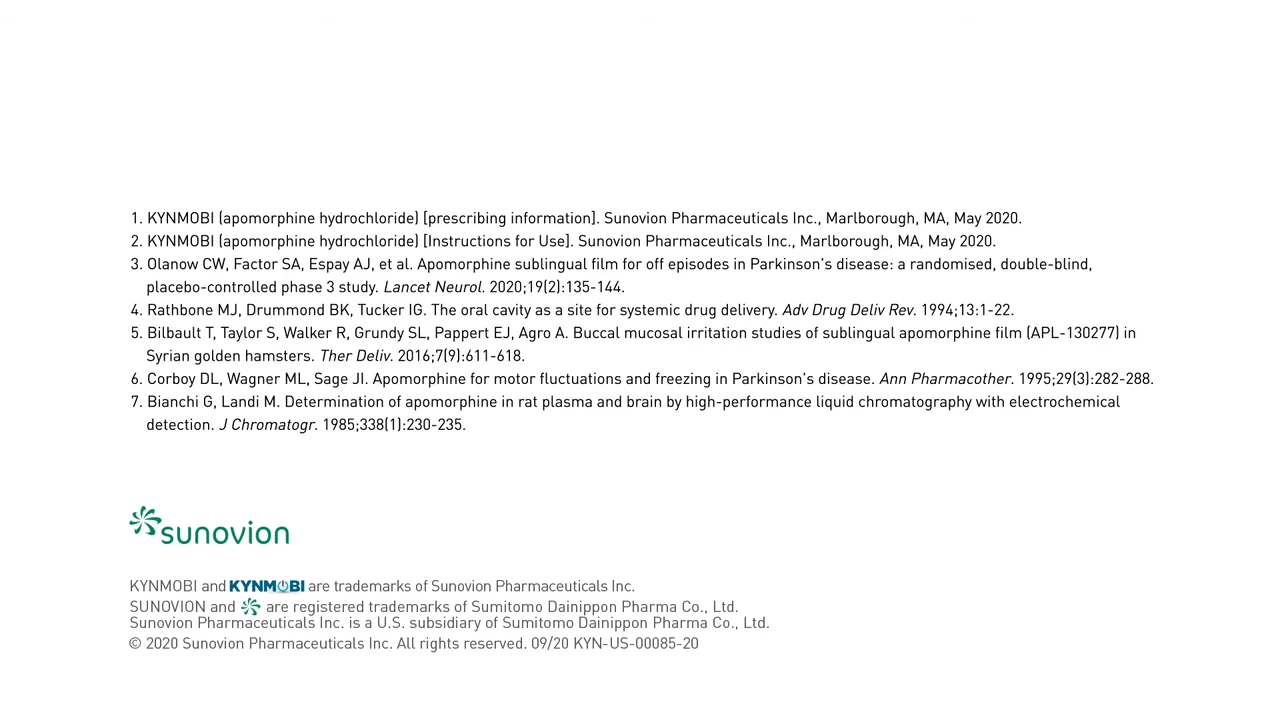 1. KYNMOBI (apomorphine hydrochloride) [prescribing information]. Sunovion Pharmaceuticals Inc., Marlborough, MA, May 2020.
2. KYNMOBI (apomorphine hydrochloride) [Instructions for Use]. Sunovion Pharmaceuticals Inc., Marlborough, MA, May 2020.
3. Olanow CW, Factor SA, Espay AJ, et al. Apomorphine sublingual film for off episodes in Parkinson's disease: a randomised, double-blind,
placebo-controlled phase 3 study. Lancet Neurol. 2020;19(2):135-144.
4. Rathbone MJ, Drummond BK, Tucker IG. The oral cavity as a site for systemic drug delivery. Adv Drug Deliv Rev. 1994;13:1-22.
5. Bilbault T, Taylor S, Walker R, Grundy SL, Pappert EJ, Agro A. Buccal mucosal irritation studies of sublingual apomorphine film (APL-130277) in
Syrian golden hamsters. Ther Deliv. 2016;7(9):611-618.
6. Corboy DL, Wagner ML, Sage JI. Apomorphine for motor fluctuations and freezing in Parkinson's disease. Ann Pharmacother. 1995;29(3):282-288.
7. Bianchi G, Landi M. Determination of apomorphine in rat plasma and brain by high-performance liquid chromatography with electrochemical
detection. J Chromatogr. 1985;338(1):230-235.
sunovion
KYNMOBI and KYNMOBI are trademarks of Sunovion Pharmaceuticals Inc.
SUNOVION and are registered trademarks of Sumitomo Dainippon Pharma Co., Ltd.
Sunovion Pharmaceuticals Inc. is a U.S. subsidiary of Sumitomo Dainippon Pharma Co., Ltd.
© 2020 Sunovion Pharmaceuticals Inc. All rights reserved. 09/20 KYN-US-00085-20